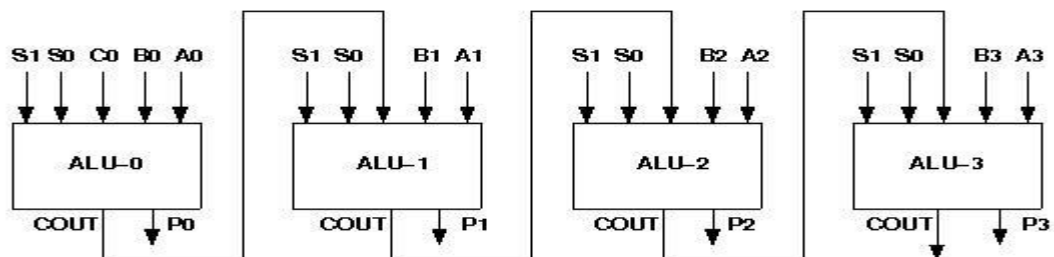 S1 S0 C0 B0 A0 S1 S0 B1 A1 S1 S0 B2 A2 S1 S0 B3 A3
ALU-0 ALU-1 ALU-2 ALU-3
COUT P0 COUT P1 COUT P2 COUT P3